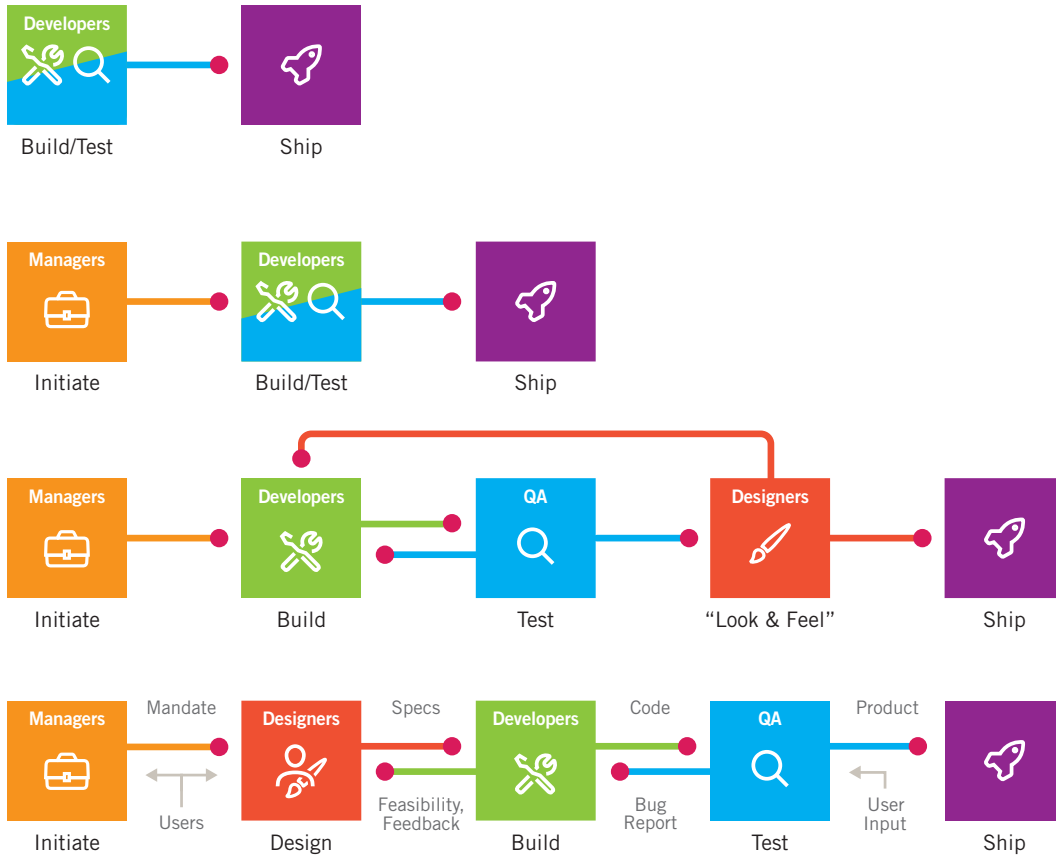 Developers
Build/Test
Ship
Managers
Developers
Initiate
Build/Test
Ship
Managers
Developers
QA
Designers
Initiate
Build
Test
“Look & Feel”
Ship
Managers
Mandate
Designers
Specs
Developers
Code
QA
Product
Users
Feasibility,
Feedback
Bug
Report
User
Input
Initiate
Design
Build
Test
Ship